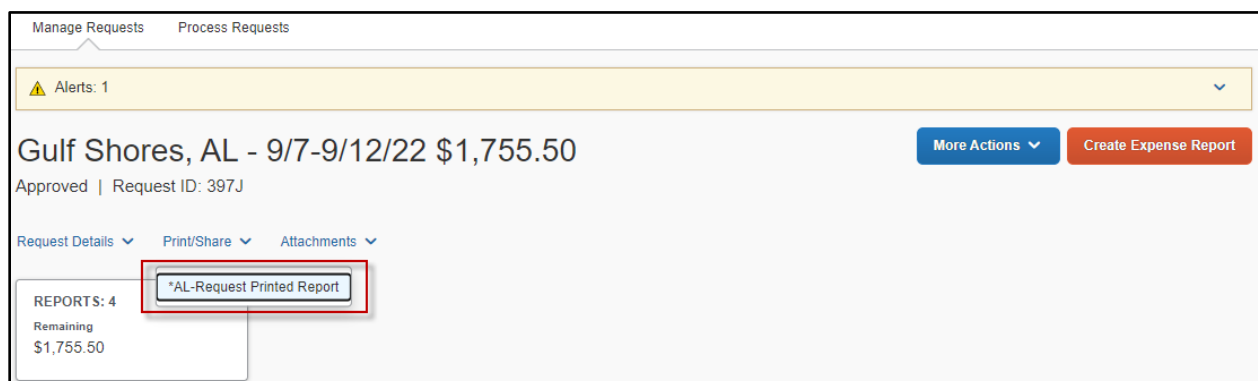 Manage Requests Process Requests
Alerts: 1
Gulf Shores, AL - 9/7-9/12/22 $1,755.50
More Actions Create Expense Report
Approved | Request ID: 397J
Request Details Print/Share Attachments
*AL-Request Printed Report
REPORTS: 4
Remaining
$1,755.50